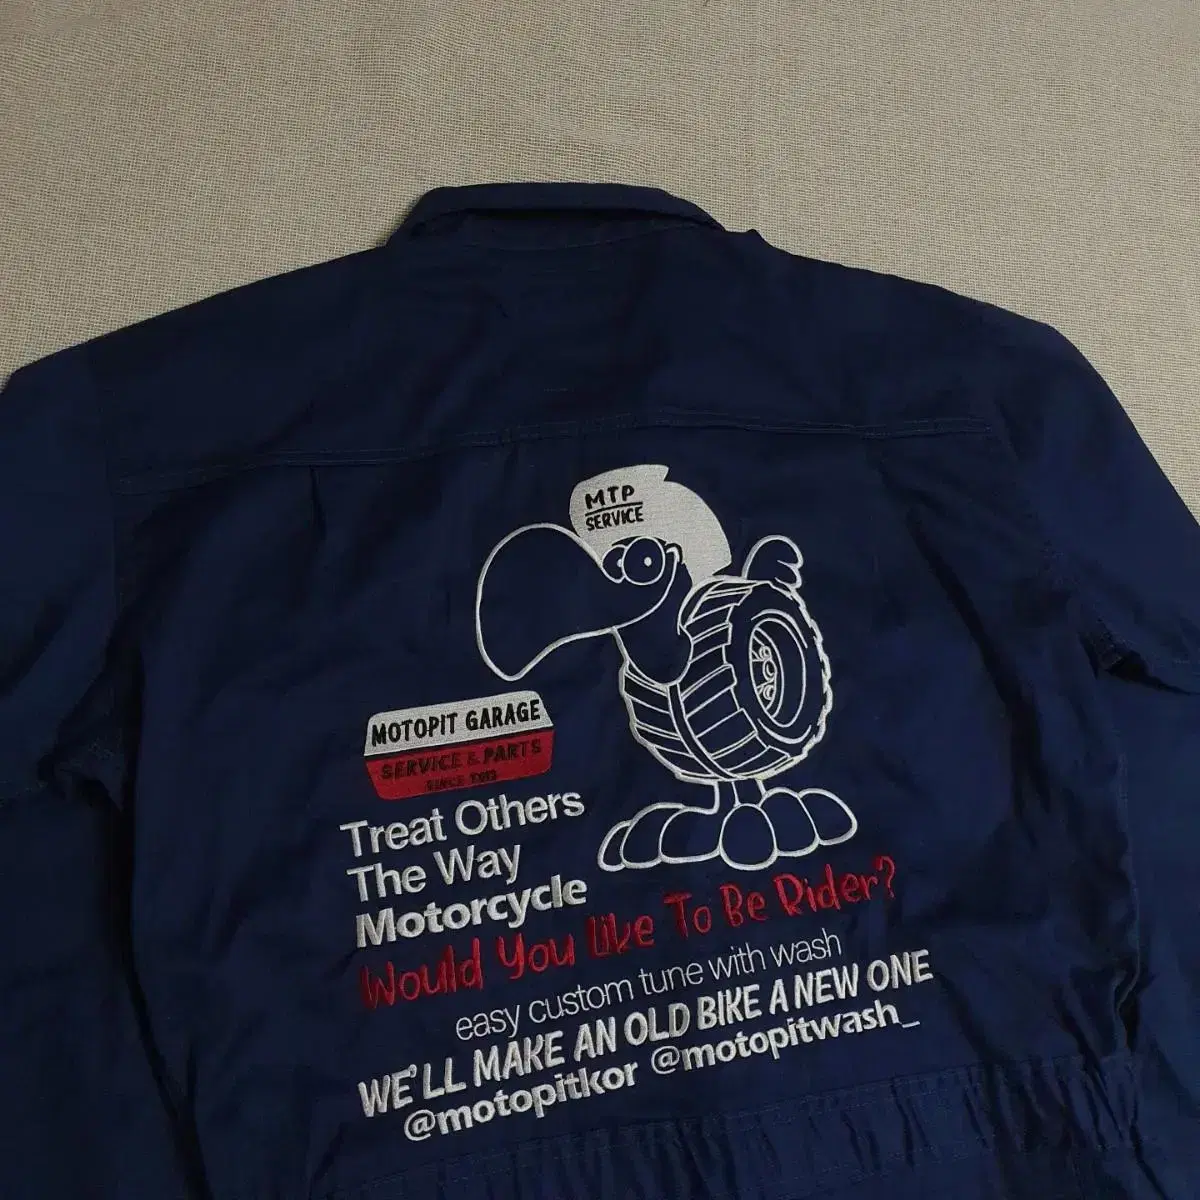 MTP
SERVICE
MOTOPIT GARAGE
SERVICE & PARTS
SINCE
Treat Others
The Way
Motorcycle
Would You Like To Be Rider?
easy custom tune with wash
WE'LL MAKE AN OLD BIKE A NEW ONE
@motopitkor @motopitwash_